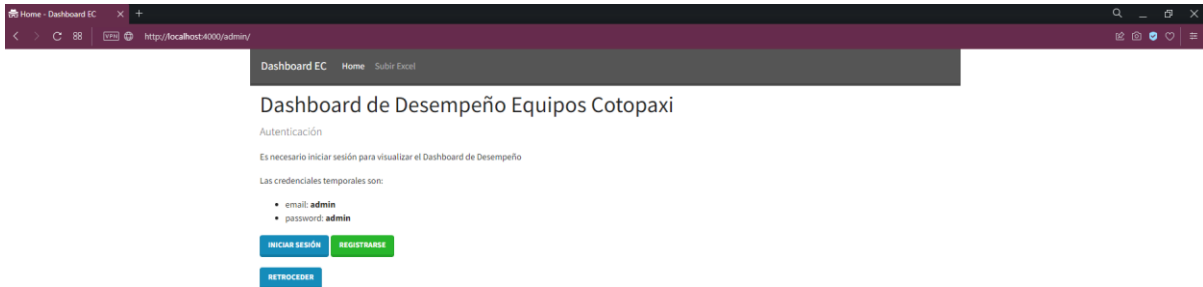 Home - Dashboard EC
VPN http://localhost:4000/admin/
Dashboard EC Home Subir Excel
Dashboard de Desempeño Equipos Cotopaxi
Autenticación
Es necesario iniciar sesión para visualizar el Dashboard de Desempeño
Las credenciales temporales son:
email: admin
password: admin
INICIAR SESIÓN REGISTRARSE
RETROCEDER